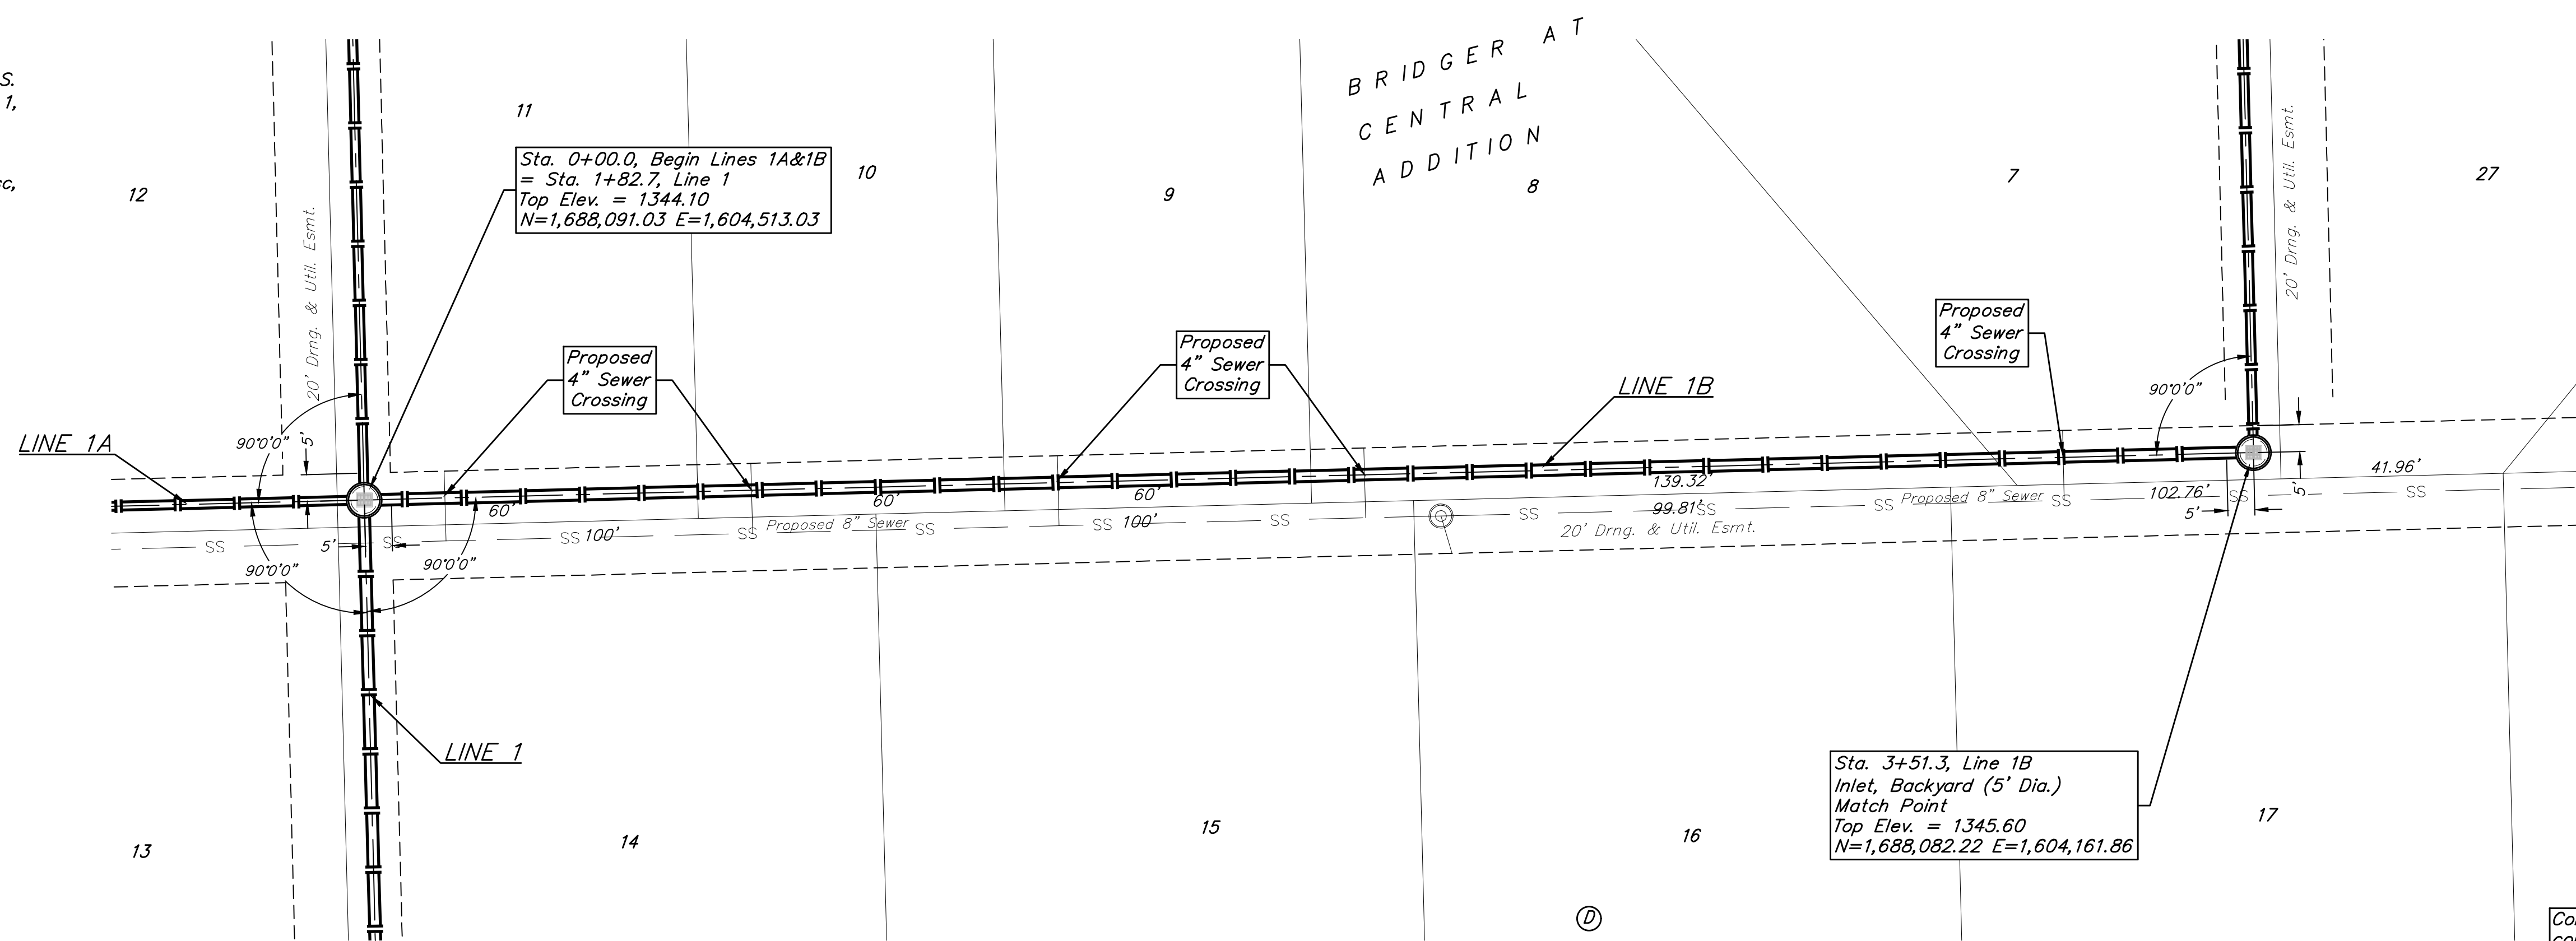 S.
1,
c,
BRIDGER AT
CENTRAL
ADDITION
11
10
9
8
7
27
12
Sta. 0+00.0, Begin Lines 1A&1B
= Sta. 1+82.7, Line 1
Top Elev. = 1344.10
N=1,688,091.03 E=1,604,513.03
20' Drng. & Util. Esmt.
20' Drng. & Util. Esmt.
Proposed
4" Sewer
Crossing
Proposed
4" Sewer
Crossing
Proposed
4" Sewer
Crossing
LINE 1B
LINE 1A
90°0'0"
5'
90°0'0"
60'
60'
60'
139.32'
102.76'
41.96'
5'
5'
SS
5'
SS
90°0'0"
90°0'0"
SS
100'
SS
Proposed 8" Sewer
SS
SS
100'
SS
SS
99.81'
SS
20' Drng. & Util. Esmt.
SS
Proposed 8" Sewer
SS
SS
SS
LINE 1
Sta. 3+51.3, Line 1B
Inlet, Backyard (5' Dia.)
Match Point
Top Elev. = 1345.60
N=1,688,082.22 E=1,604,161.86
13
14
15
16
17
D